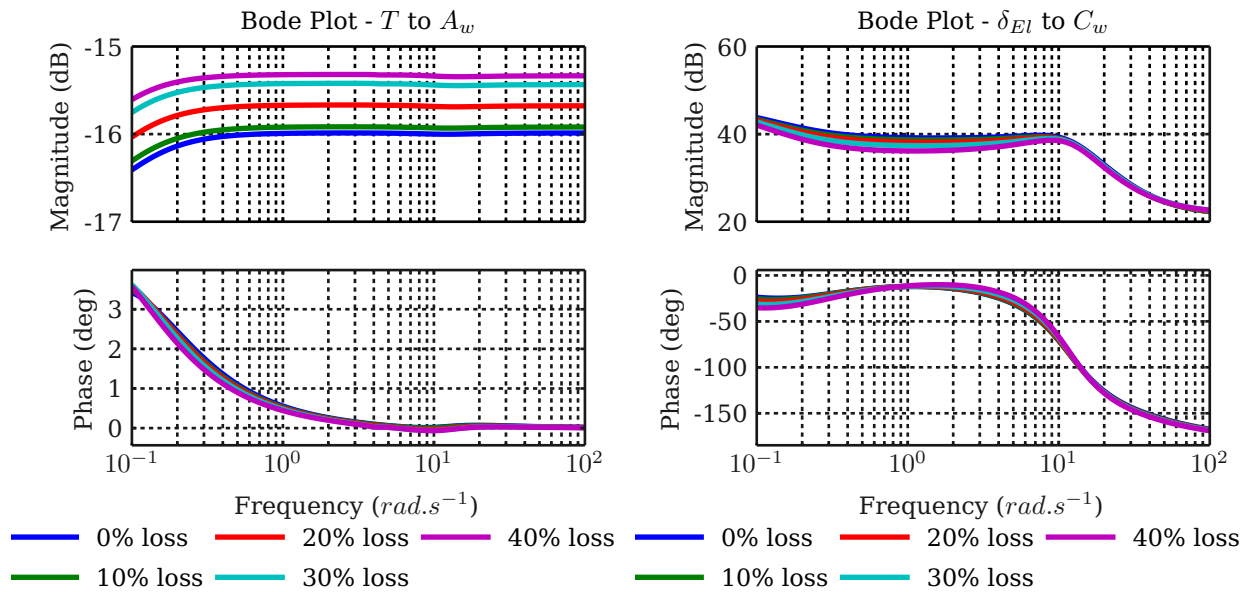 Bode Plot - T to A_w
Magnitude (dB)
-15
-16
-17
Phase (deg)
3
2
1
0
10^−1
10^0
10^1
10^2
Frequency (rad.s^−1)
0% loss
10% loss
20% loss
30% loss
40% loss
Bode Plot - δ_El to C_w
Magnitude (dB)
60
40
20
Phase (deg)
0
-50
-100
-150
10^−1
10^0
10^1
10^2
Frequency (rad.s^−1)
0% loss
10% loss
20% loss
30% loss
40% loss